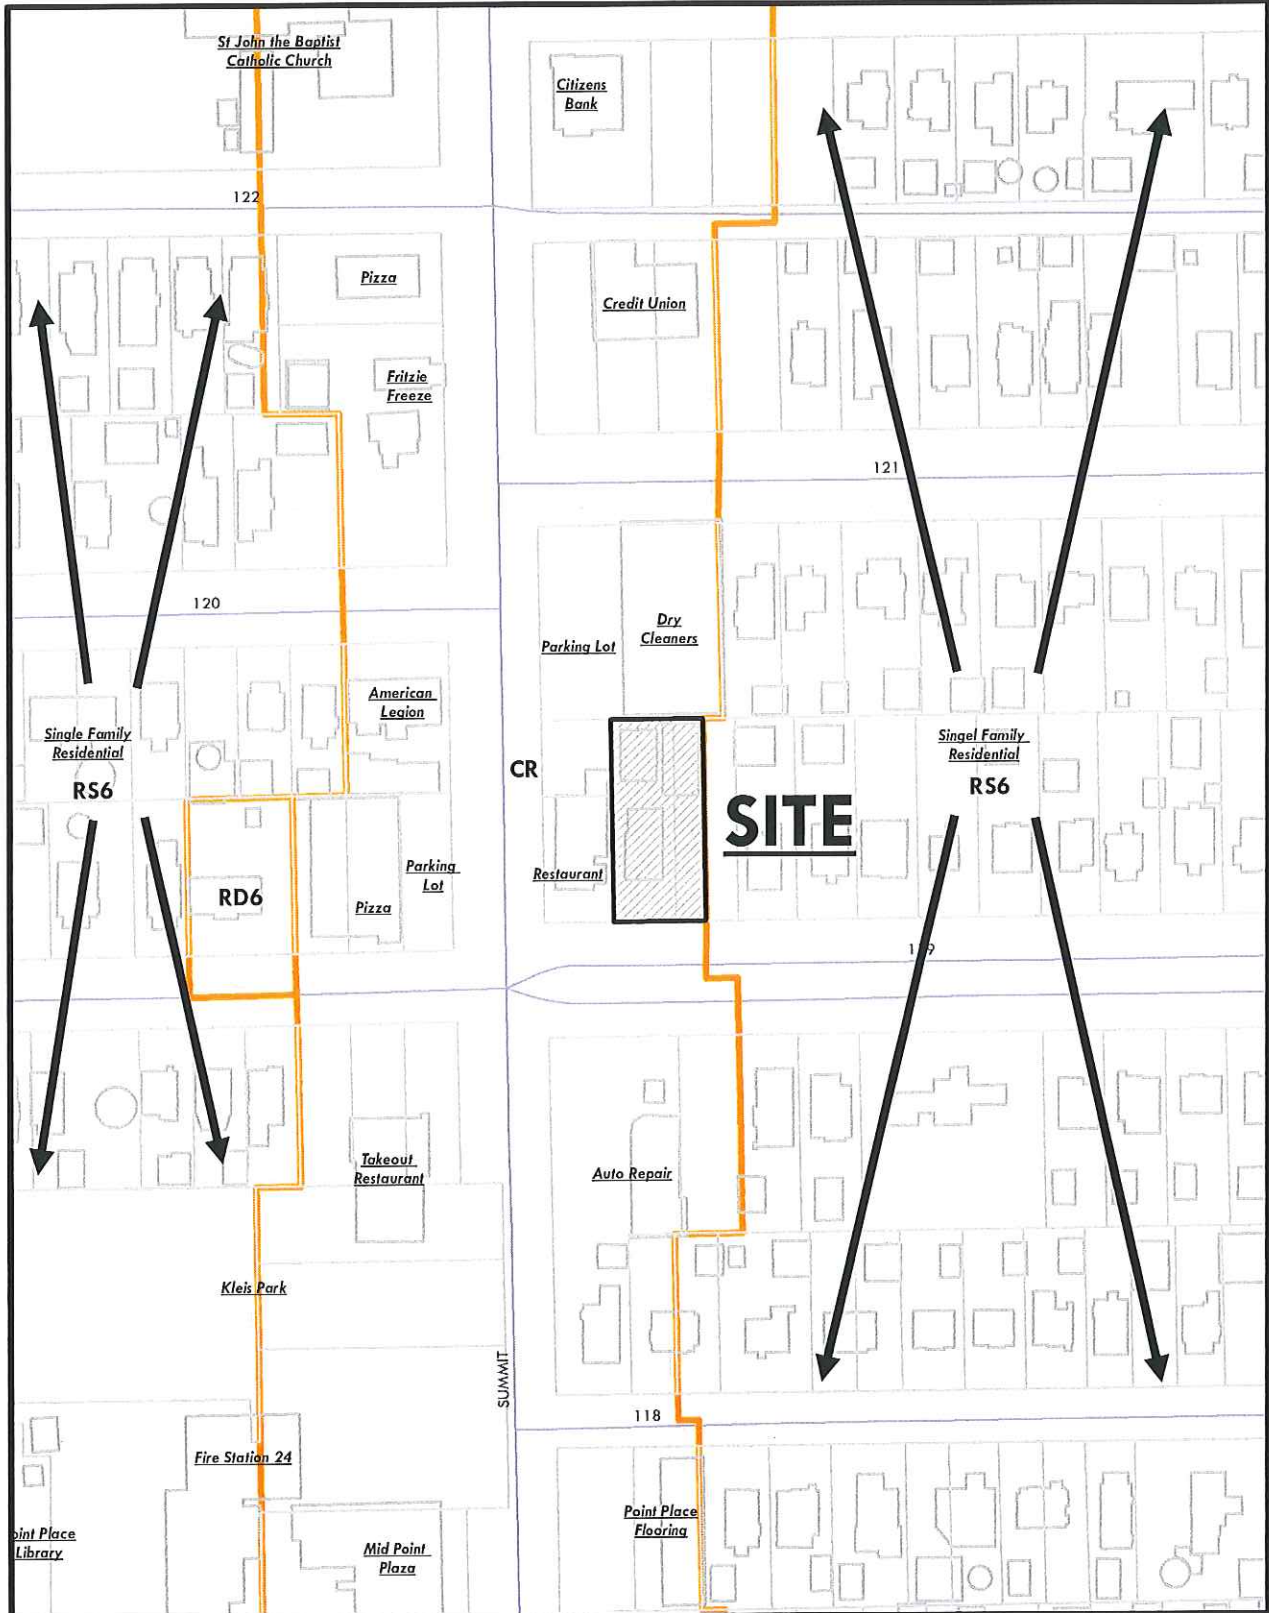 St John the Baptist
Catholic Church
Citizens
Bank
122
Pizza
Credit Union
Fritzie
Freeze
121
120
Dry
Cleaners
Parking Lot
American
Legion
Single Family
Residential
RS6
CR
Singel Family
Residential
RS6
SITE
Parking
Lot
Restaurant
RD6
Pizza
119
Takeout
Restaurant
Auto Repair
Kleis Park
SUMMIT
118
Fire Station 24
Point Place
Flooring
oint Place
Library
Mid Point
Plaza